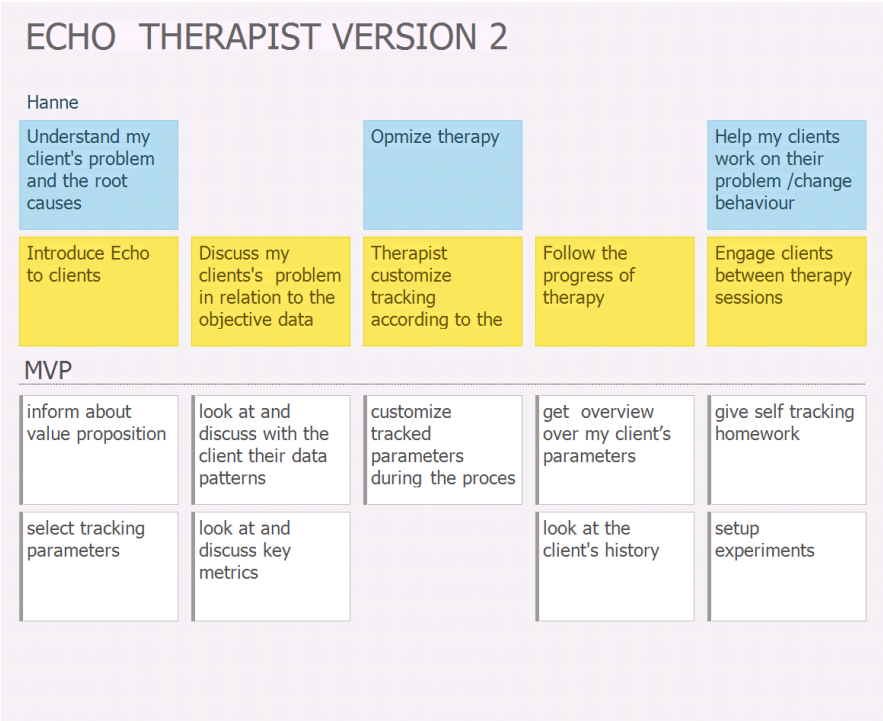 ECHO THERAPIST VERSION 2
Hanne
Understand my
client's problem
and the root
causes
Opmize therapy
Help my clients
work on their
problem /change
behaviour
Introduce Echo
to clients
Discuss my
clients's problem
in relation to the
objective data
Therapist
customize
tracking
according to the
Follow the
progress of
therapy
Engage clients
between therapy
sessions
MVP
inform about
value proposition
look at and
discuss with the
client their data
patterns
customize
tracked
parameters
during the proces
get overview
over my client’s
parameters
give self tracking
homework
select tracking
parameters
look at and
discuss key
metrics
look at the
client's history
setup
experiments